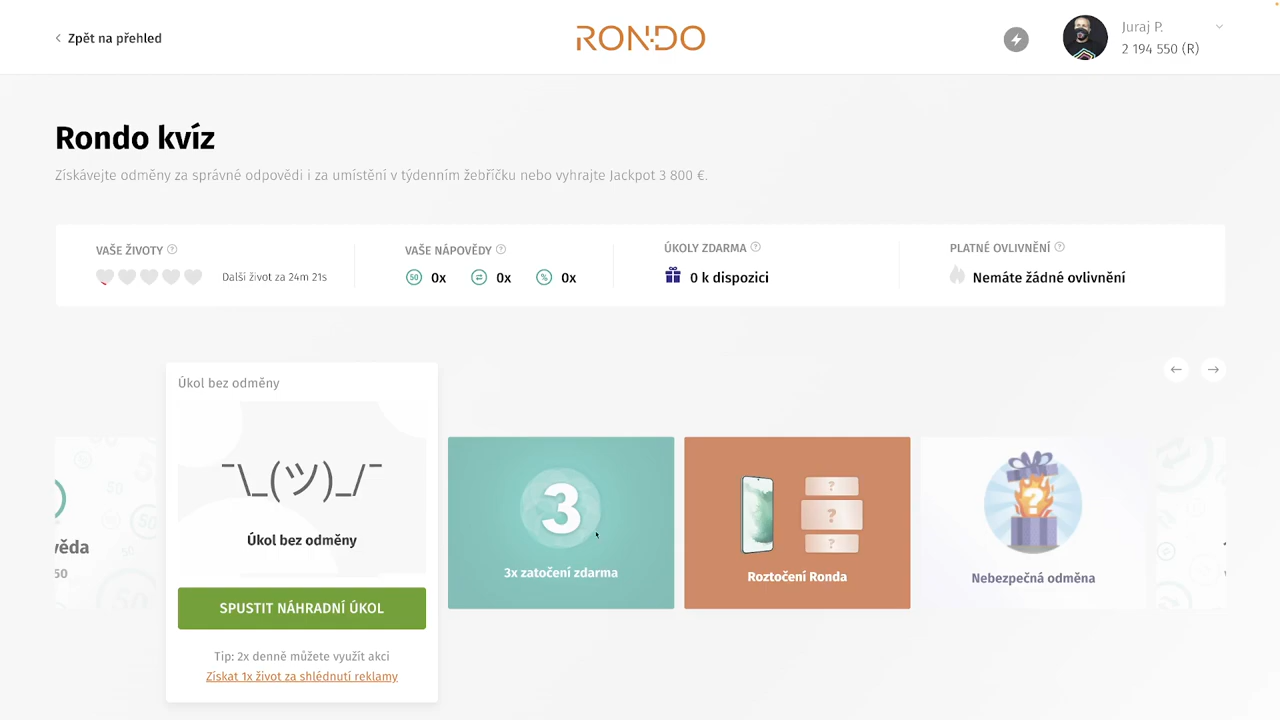 Zpět na přehled
RONDO
Juraj P.
2 194 550 (R)
Rondo kvíz
Získávejte odměny za správné odpovědi i za umístění v týdenním žebříčku nebo vyhrajte Jackpot 3 800 €.
VAŠE ŽIVOTY
Další život za 24m 21s
VAŠE NÁPOVĚDY
50 0x 0x % 0x
ÚKOLY ZDARMA
0 k dispozici
PLATNÉ OVLIVNĚNÍ
Nemáte žádné ovlivnění
Úkol bez odměny
¯\_(ツ)_/¯
Úkol bez odměny
SPUSTIT NÁHRADNÍ ÚKOL
Tip: 2x denně můžete využít akci
Získat 1x život za shlédnutí reklamy
věda
50
3
3x zatočení zdarma
?
?
?
Roztočení Ronda
?
Nebezpečná odměna